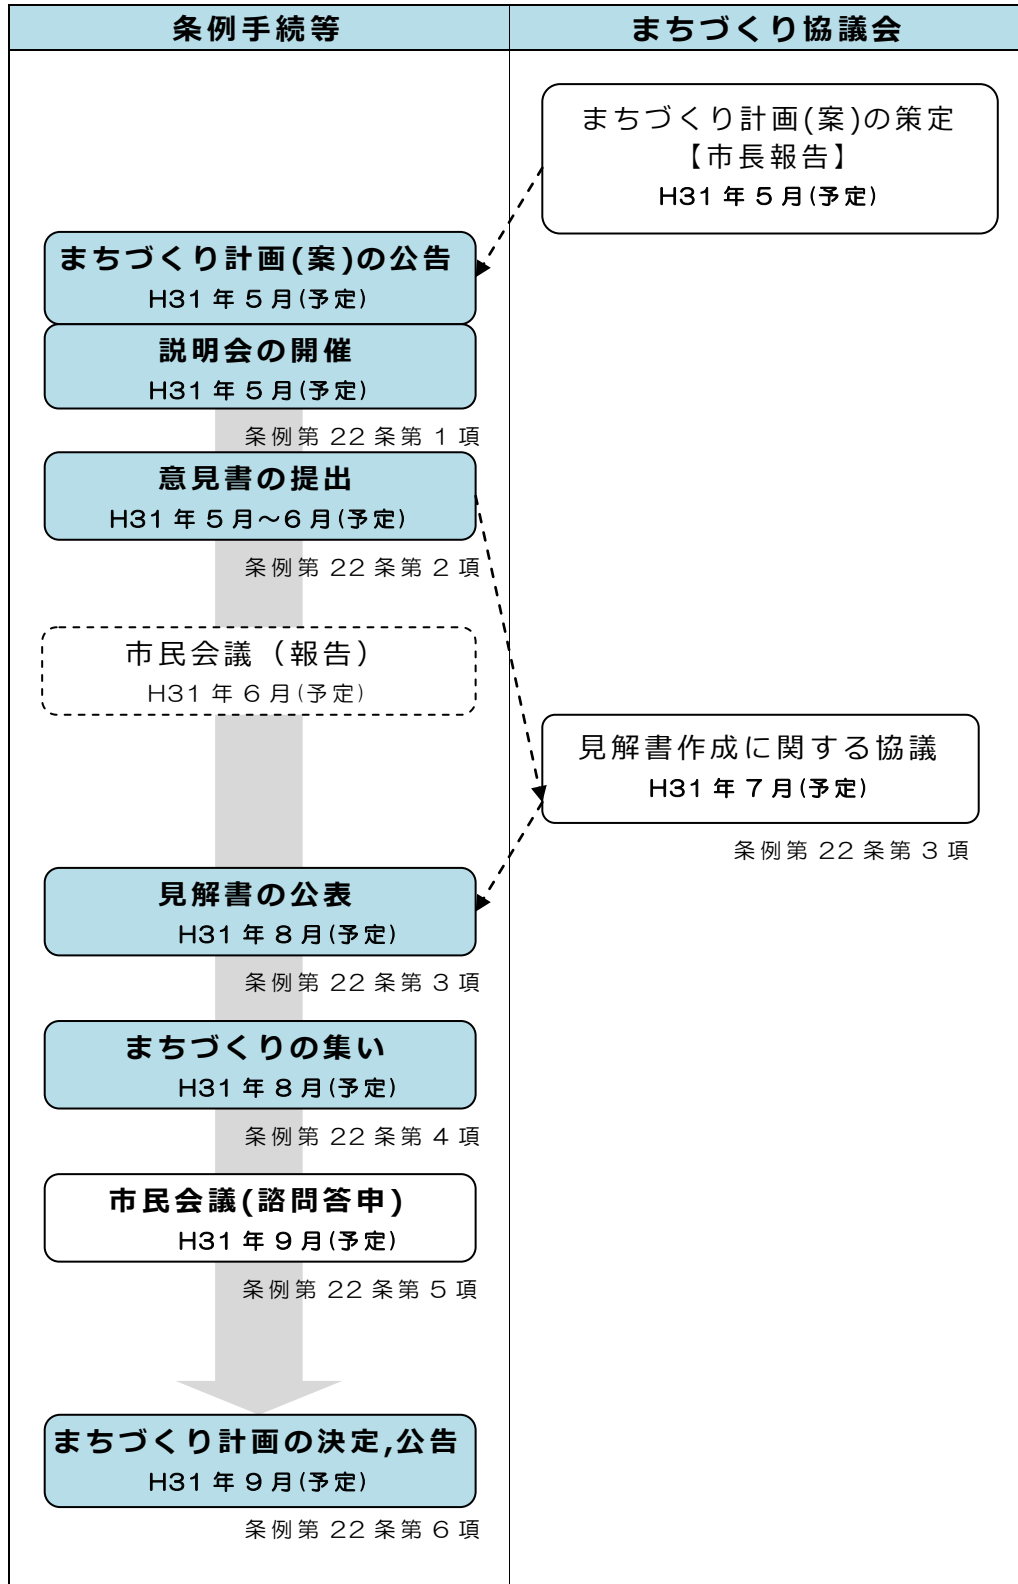 条例手続等
まちづくり協議会
まちづくり計画(案)の策定
【市長報告】
H31年5月(予定)
まちづくり計画(案)の公告
H31年5月(予定)
説明会の開催
H31年5月(予定)
条例第22条第1項
意見書の提出
H31年5月～6月(予定)
条例第22条第2項
市民会議（報告）
H31年6月(予定)
見解書作成に関する協議
H31年7月(予定)
条例第22条第3項
見解書の公表
H31年8月(予定)
条例第22条第3項
まちづくりの集い
H31年8月(予定)
条例第22条第4項
市民会議(諮問答申)
H31年9月(予定)
条例第22条第5項
まちづくり計画の決定,公告
H31年9月(予定)
条例第22条第6項